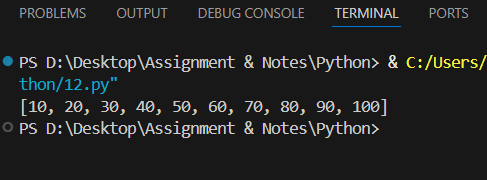 PROBLEMS OUTPUT DEBUG CONSOLE TERMINAL PORTS
PS D:\Desktop\Assignment & Notes\Python> & C:/Users/
thon/12.py"
[10, 20, 30, 40, 50, 60, 70, 80, 90, 100]
PS D:\Desktop\Assignment & Notes\Python>